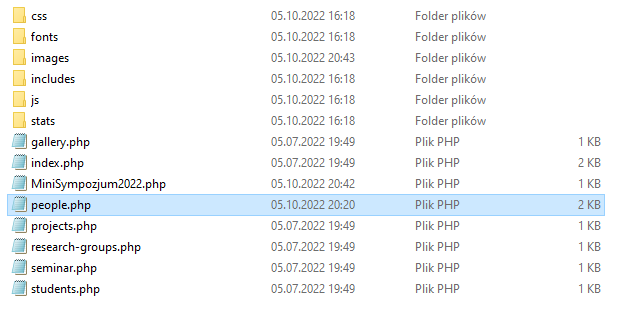 css 05.10.2022 16:18 Folder plików
fonts 05.10.2022 16:18 Folder plików
images 05.10.2022 20:43 Folder plików
includes 05.10.2022 16:18 Folder plików
js 05.10.2022 16:18 Folder plików
stats 05.10.2022 16:18 Folder plików
gallery.php 05.07.2022 19:49 Plik PHP 1 KB
index.php 05.07.2022 19:49 Plik PHP 2 KB
MiniSympozjum2022.php 05.10.2022 20:42 Plik PHP 1 KB
people.php 05.10.2022 20:20 Plik PHP 2 KB
projects.php 05.07.2022 19:49 Plik PHP 1 KB
research-groups.php 05.07.2022 19:49 Plik PHP 1 KB
seminar.php 05.07.2022 19:49 Plik PHP 1 KB
students.php 05.07.2022 19:49 Plik PHP 1 KB